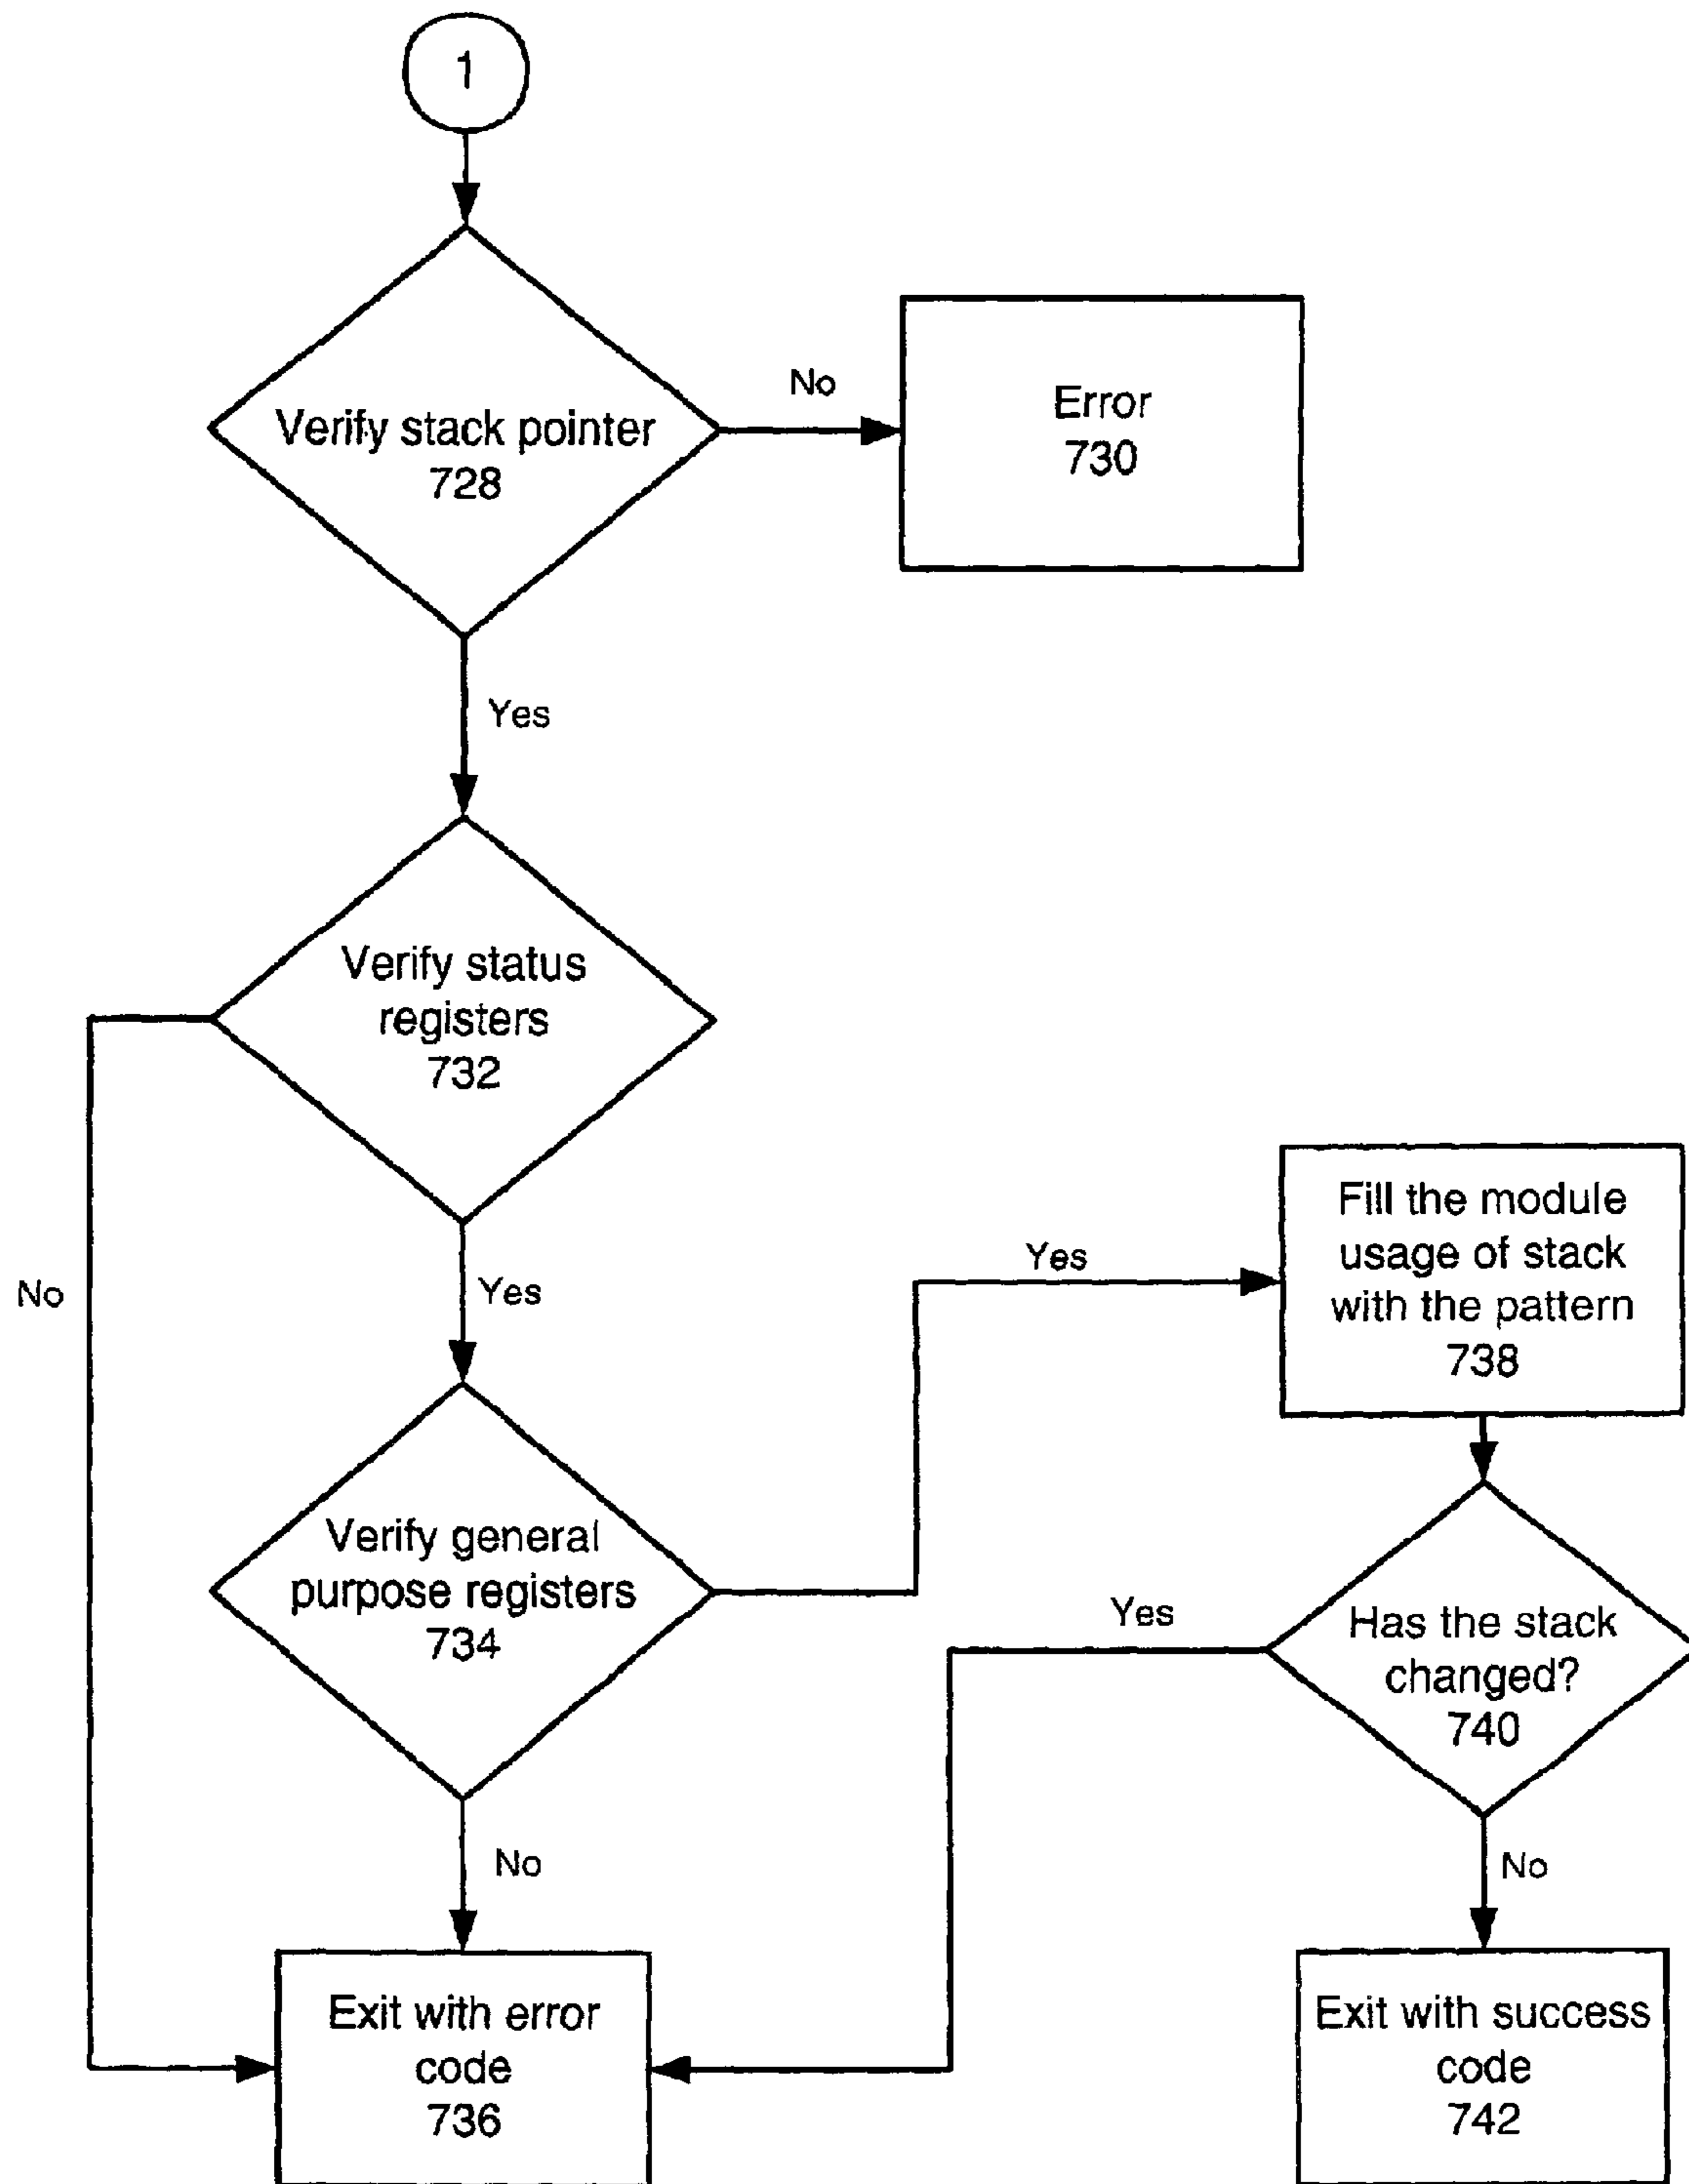 1
Verify stack pointer
728
No
Error
730
Yes
Verify status
registers
732
No
Yes
Yes
Fill the module
usage of stack
with the pattern
738
Verify general
purpose registers
734
Yes
Has the stack
changed?
740
No
No
Exit with error
code
736
Exit with success
code
742